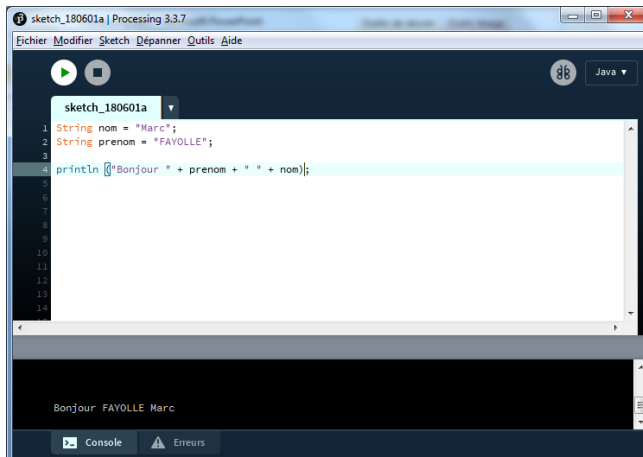 sketch_180601a | Processing 3.3.7
Fichier Modifier Sketch Dépanner Outils Aide
Java ▾
sketch_180601a ▾
1 String nom = "Marc";
2 String prenom = "FAYOLLE";
3
4 println ("Bonjour " + prenom + " " + nom);
5
6
7
8
9
10
11
12
13
14
Bonjour FAYOLLE Marc
Console Erreurs